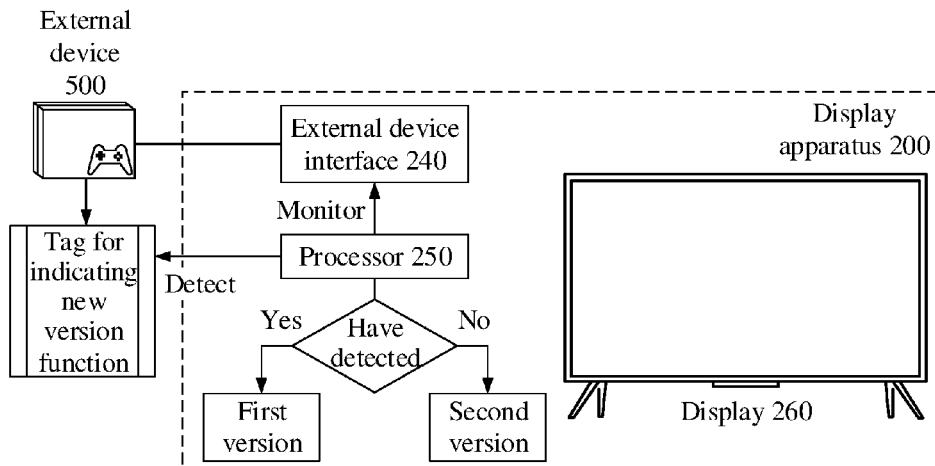 External
device
500
External device
interface 240
Display
apparatus 200
Monitor
Tag for
indicating
new
version
function
Processor 250
Detect
Yes
Have
detected
No
First
version
Second
version
Display 260